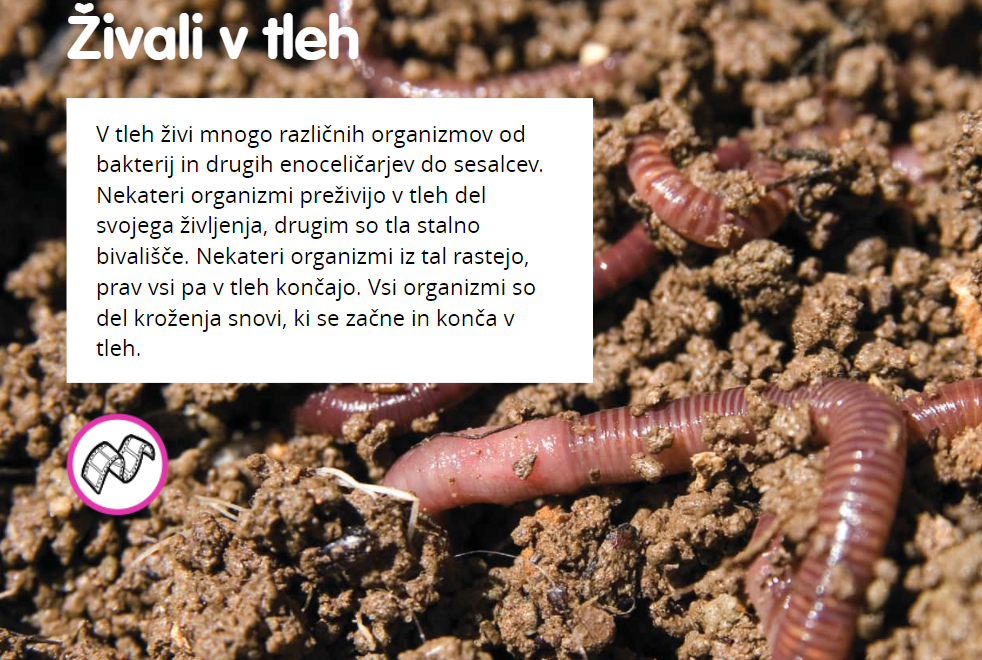 Živali v tleh
V tleh živi mnogo različnih organizmov od
bakterij in drugih enoceličarjev do sesalcev.
Nekateri organizmi preživijo v tleh del
svojega življenja, drugim so tla stalno
bivališče. Nekateri organizmi iz tal rastejo,
prav vsi pa v tleh končajo. Vsi organizmi so
del kroženja snovi, ki se začne in konča v
tleh.